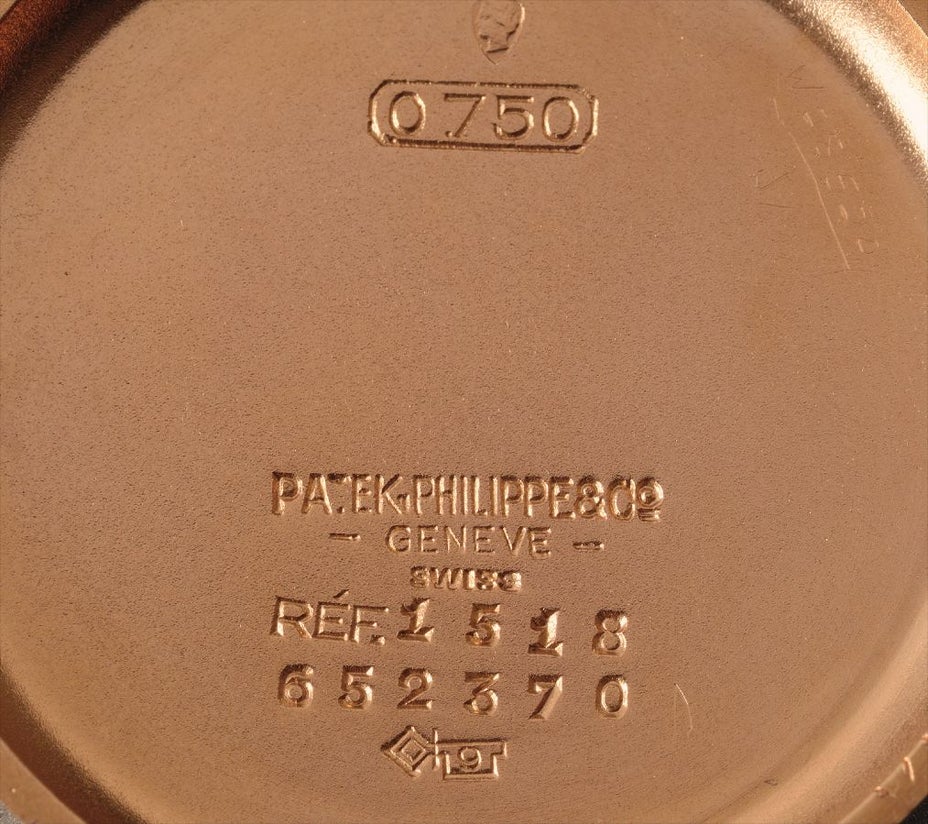 0750
PATEK, PHILIPPE & Cº
- GENEVE -
SWISS
RÉF. 1518
652370
9